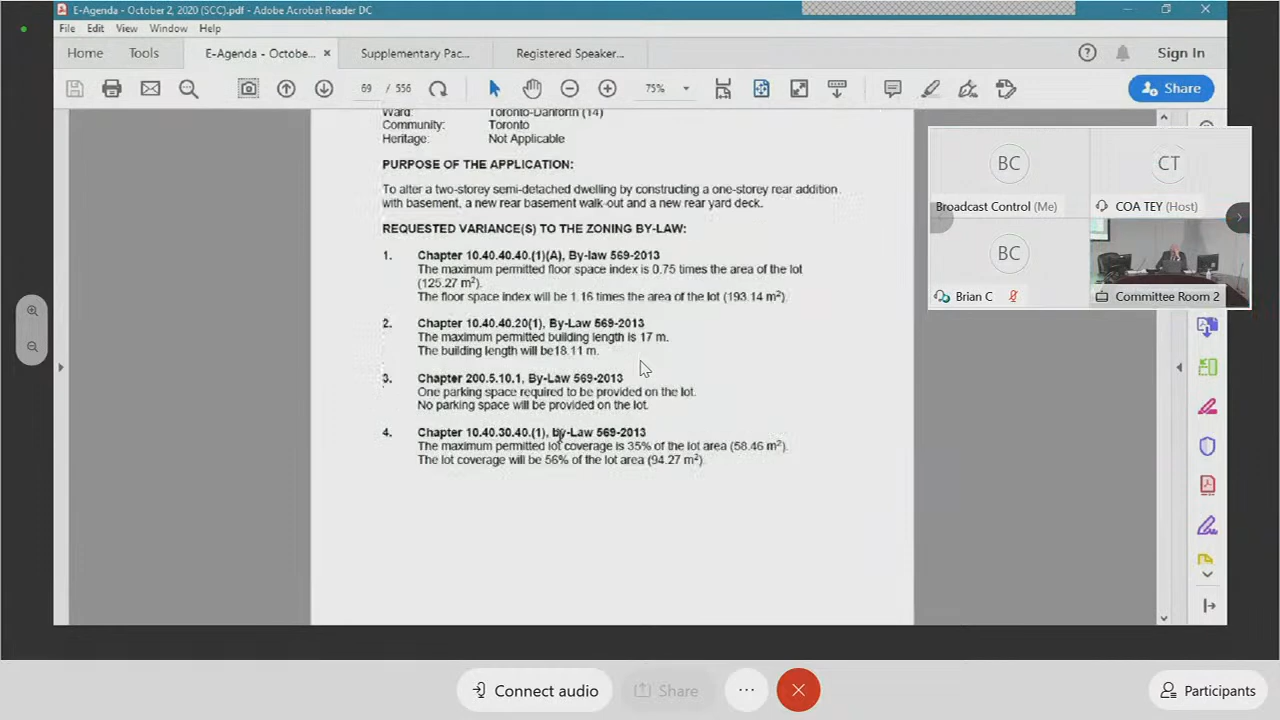 E-Agenda - October 2, 2020 (SCC).pdf - Adobe Acrobat Reader DC
File Edit View Window Help
Home Tools E-Agenda - Octobe... × Supplementary Pac... Registered Speaker... Sign In
69 / 556 75% Share
Ward: Toronto-Danforth (14)
Community: Toronto
Heritage: Not Applicable
PURPOSE OF THE APPLICATION:
To alter a two-storey semi-detached dwelling by constructing a one-storey rear addition
with basement, a new rear basement walk-out and a new rear yard deck.
REQUESTED VARIANCE(S) TO THE ZONING BY-LAW:
1. Chapter 10.40.40.40.(1)(A), By-law 569-2013
The maximum permitted floor space index is 0.75 times the area of the lot
(125.27 m²).
The floor space index will be 1.16 times the area of the lot (193.14 m²).
2. Chapter 10.40.40.20(1), By-Law 569-2013
The maximum permitted building length is 17 m.
The building length will be18.11 m.
3. Chapter 200.5.10.1, By-Law 569-2013
One parking space required to be provided on the lot.
No parking space will be provided on the lot.
4. Chapter 10.40.30.40.(1), By-Law 569-2013
The maximum permitted lot coverage is 35% of the lot area (58.46 m²).
The lot coverage will be 56% of the lot area (94.27 m²).
BC
Broadcast Control (Me)
CT
COA TEY (Host)
BC
Brian C
Committee Room 2
Connect audio Share Participants